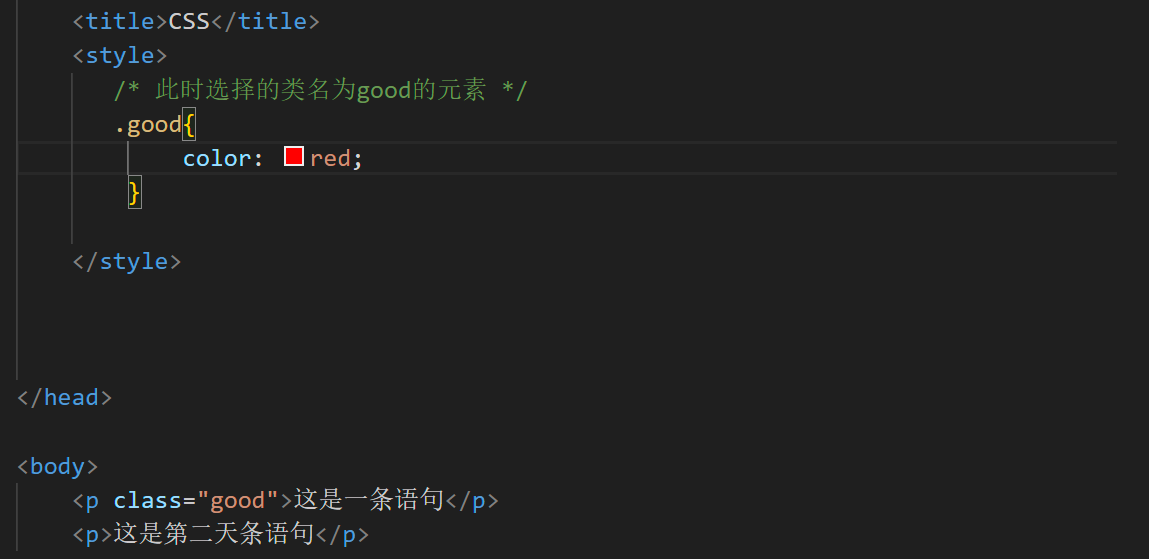 <title>CSS</title>
<style>
/* 此时选择的类名为good的元素 */
.good{
color: red;
}
</style>
</head>
<body>
<p class="good">这是一条语句</p>
<p>这是第二天条语句</p>